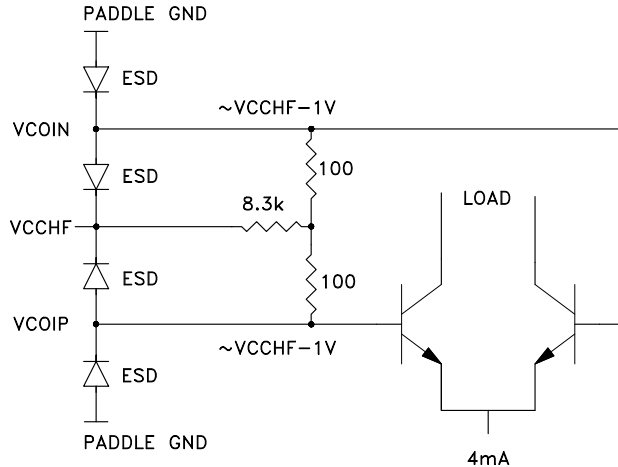 PADDLE GND
ESD
~VCCHF-1V
VCOIN
ESD
100
8.3k
LOAD
VCCHF
ESD
100
VCOIP
~VCCHF-1V
ESD
PADDLE GND
4mA